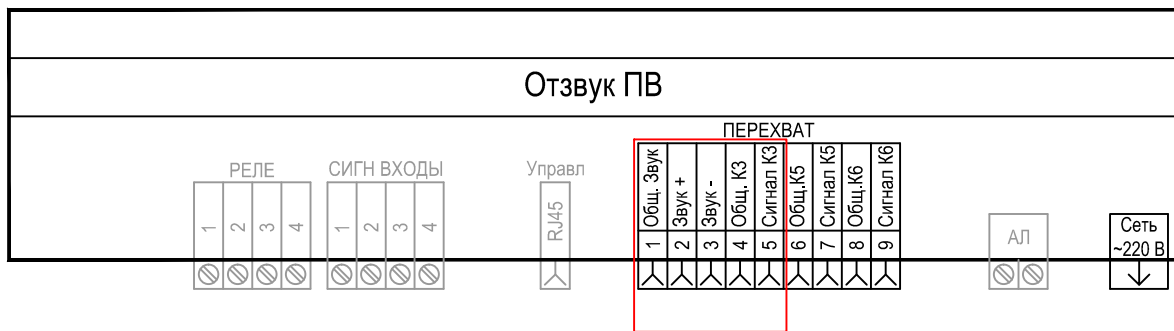 Отзвук ПВ
ПЕРЕХВАТ
РЕЛЕ
1
2
3
4
СИГН ВХОДЫ
1
2
3
4
Управл
RJ45
1 Общ. Звук
2 Звук +
3 Звук -
4 Общ. К3
5 Сигнал К3
6 Общ.К5
7 Сигнал К5
8 Общ.К6
9 Сигнал К6
АЛ
Сеть
~220 В